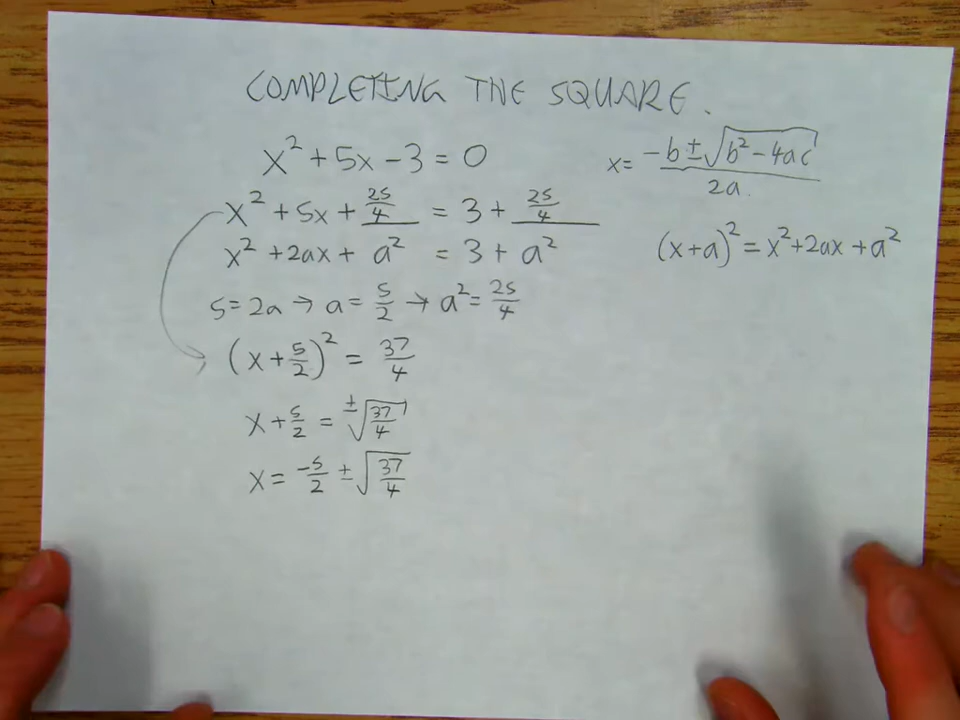 COMPLETING THE SQUARE.
x² + 5x - 3 = 0
x = (-b ± √(b² - 4ac))/2a.
x² + 5x + 25/4 = 3 + 25/4
(x+a)² = x² + 2ax + a²
x² + 2ax + a² = 3 + a²
5 = 2a → a = 5/2 → a² = 25/4
(x + 5/2)² = 37/4
x + 5/2 = ±√(37/4)
x = -5/2 ± √(37/4)